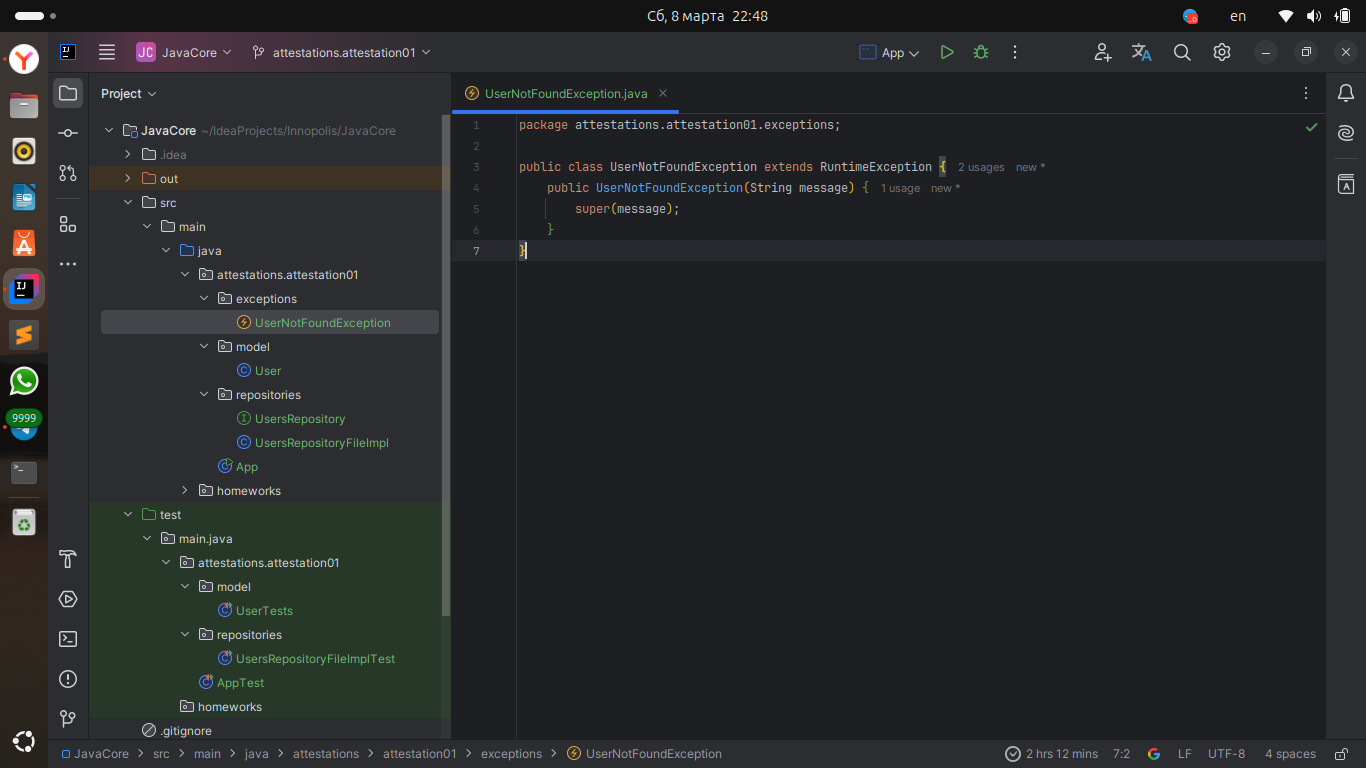 Сб, 8 марта 22:48
en
JC JavaCore
attestations.attestation01
App
Project
UserNotFoundException.java
JavaCore ~/IdeaProjects/Innopolis/JavaCore
.idea
out
src
main
java
attestations.attestation01
exceptions
UserNotFoundException
model
User
repositories
UsersRepository
UsersRepositoryFileImpl
App
homeworks
test
main.java
attestations.attestation01
model
UserTests
repositories
UsersRepositoryFileImplTest
AppTest
homeworks
.gitignore
1 package attestations.attestation01.exceptions;
2
3 public class UserNotFoundException extends RuntimeException { 2 usages new *
4 public UserNotFoundException(String message) { 1 usage new *
5 super(message);
6 }
7 }
9999
JavaCore > src > main > java > attestations > attestation01 > exceptions > UserNotFoundException
2 hrs 12 mins 7:2 LF UTF-8 4 spaces